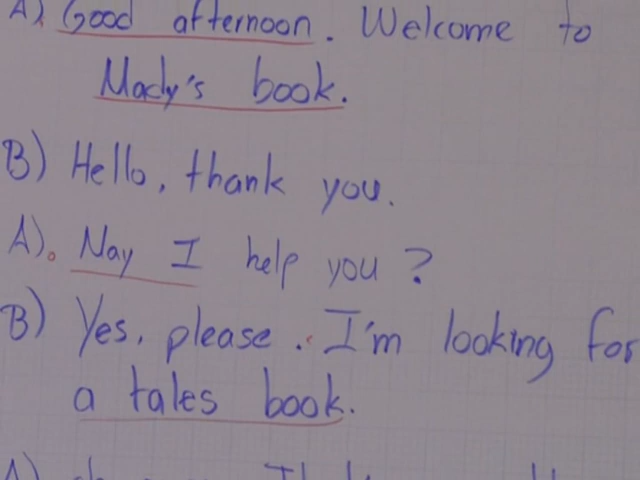 A) Good afternoon. Welcome to
Mady's book.
B) Hello, thank you.
A). Nay I help you?
B) Yes, please. I'm looking for
a tales book.
A)